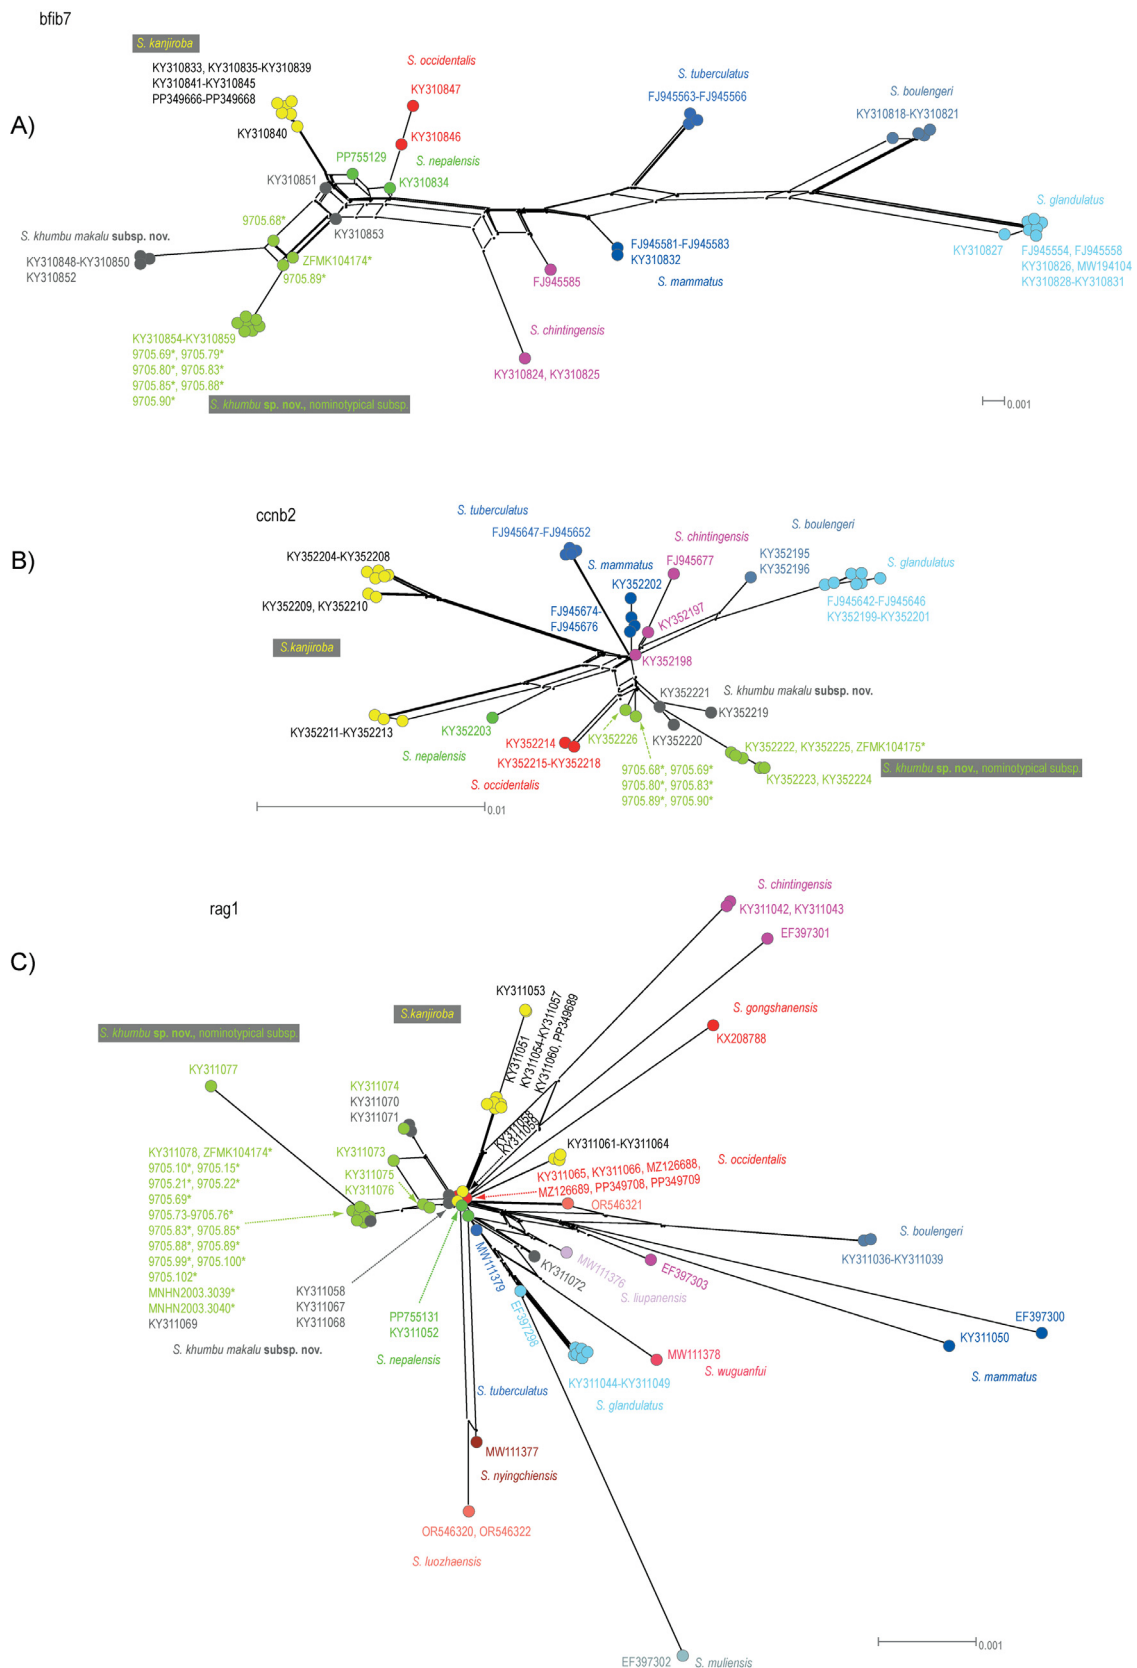 bfib7
A)
S. kanjiroba
KY310833, KY310835-KY310839
KY310841-KY310845
PP349666-PP349668
KY310840
S. occidentalis
KY310847
KY310846
S. nepalensis
PP755129
KY310834
KY310851
KY310853
9705.68*
ZFMK104174*
9705.89*
S. khumbu makalu subsp. nov.
KY310848-KY310850
KY310852
KY310854-KY310859
9705.69*, 9705.79*
9705.80*, 9705.83*
9705.85*, 9705.88*
9705.90*
S. khumbu sp. nov., nominotypical subsp.
S. tuberculatus
FJ945563-FJ945566
S. boulengeri
KY310818-KY310821
S. glandulatus
KY310827
FJ945554, FJ945558
KY310826, MW194104
KY310828-KY310831
FJ945581-FJ945583
KY310832
S. mammatus
FJ945585
S. chintingensis
KY310824, KY310825
0.001
ccnb2
B)
KY352204-KY352208
KY352209, KY352210
S.kanjiroba
KY352211-KY352213
S. tuberculatus
FJ945647-FJ945652
S. mammatus
KY352202
FJ945674-
FJ945676
S. chintingensis
FJ945677
KY352197
KY352198
S. boulengeri
KY352195
KY352196
S. glandulatus
FJ945642-FJ945646
KY352199-KY352201
KY352221
S. khumbu makalu subsp. nov.
KY352219
KY352220
KY352203
S. nepalensis
KY352214
KY352215-KY352218
S. occidentalis
KY352226
9705.68*, 9705.69*
9705.80*, 9705.83*
9705.89*, 9705.90*
KY352222, KY352225, ZFMK104175*
KY352223, KY352224
S. khumbu sp. nov., nominotypical subsp.
0.01
rag1
C)
S. chintingensis
KY311042, KY311043
EF397301
S. gongshanensis
KX208788
KY311053
S.kanjiroba
KY311051
KY311054-KY311057
KY311060, PP349689
KY311058
KY311059
KY311061-KY311064
S. occidentalis
KY311065, KY311066, MZ126688,
MZ126689, PP349708, PP349709
OR546321
S. khumbu sp. nov., nominotypical subsp.
KY311077
KY311074
KY311070
KY311071
KY311073
KY311075
KY311076
KY311078, ZFMK104174*
9705.10*, 9705.15*
9705.21*, 9705.22*
9705.69*
9705.73-9705.76*
9705.83*, 9705.85*
9705.88*, 9705.89*
9705.99*, 9705.100*
9705.102*
MNHN2003.3039*
MNHN2003.3040*
KY311069
S. khumbu makalu subsp. nov.
KY311058
KY311067
KY311068
PP755131
KY311052
S. nepalensis
MW111379
S. tuberculatus
EF397296
KY311072
MW111376
S. liupanensis
EF397303
S. boulengeri
KY311036-KY311039
EF397300
KY311050
S. mammatus
MW111378
S. wuguanfui
KY311044-KY311049
S. glandulatus
MW111377
S. nyingchiensis
OR546320, OR546322
S. luozhaensis
EF397302
S. muliensis
0.001